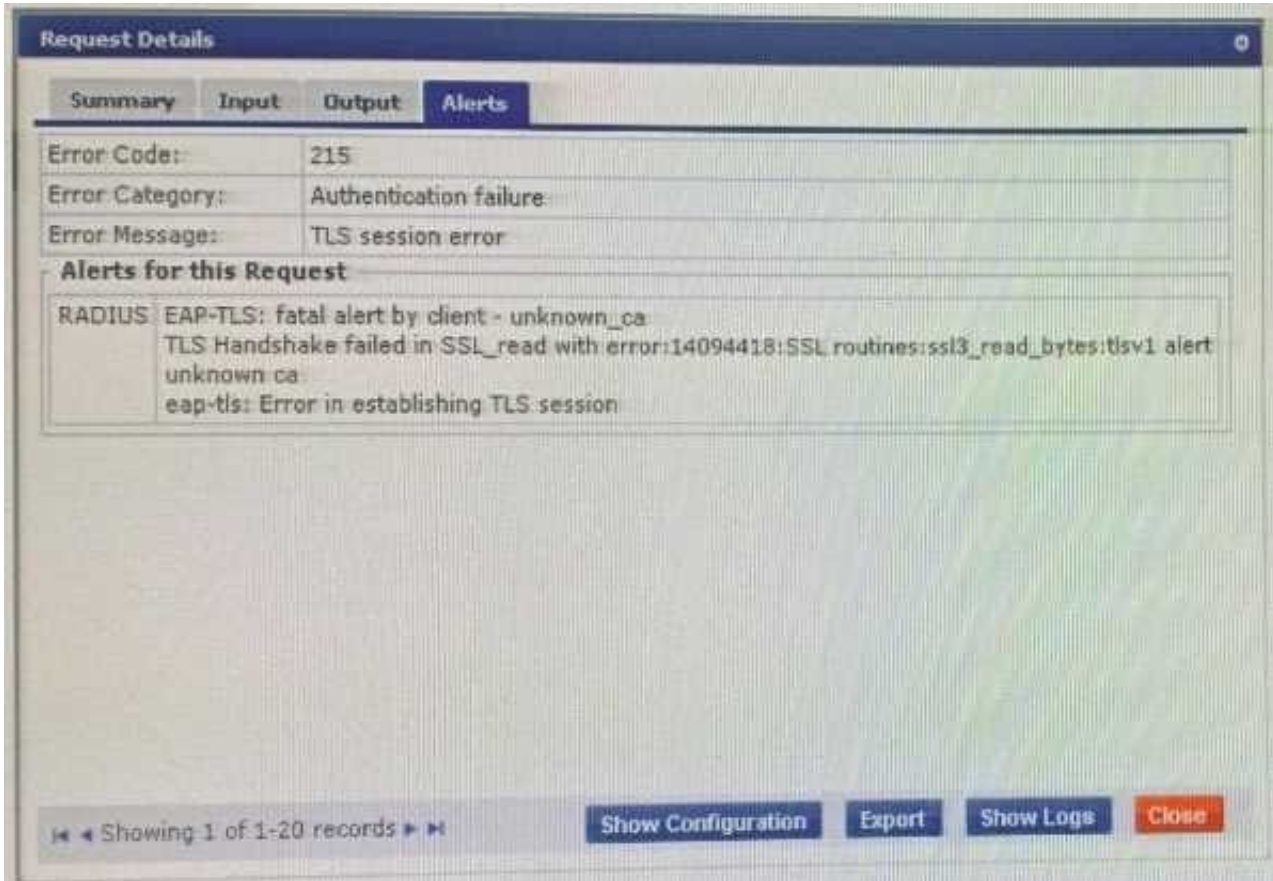 Request Details
Summary Input Output Alerts
Error Code: 215
Error Category: Authentication failure
Error Message: TLS session error
Alerts for this Request
RADIUS EAP-TLS: fatal alert by client - unknown_ca
TLS Handshake failed in SSL_read with error:14094418:SSL routines:ssl3_read_bytes:tlsv1 alert
unknown ca
eap-tls: Error in establishing TLS session
Showing 1 of 1-20 records Show Configuration Export Show Logs Close